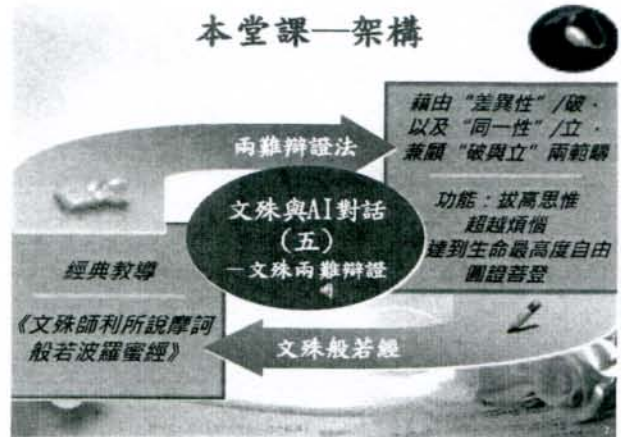 本堂課—架構
兩難辯證法
藉由“差異性”/破，
以及“同一性”/立，
兼顧“破與立”兩範疇
功能：拔高思惟
超越煩惱
達到生命最高度自由
圓證菩登
文殊與AI對話
（五）
—文殊兩難辯證
經典教導
《文殊師利所說摩訶
般若波羅蜜經》
文殊般若經